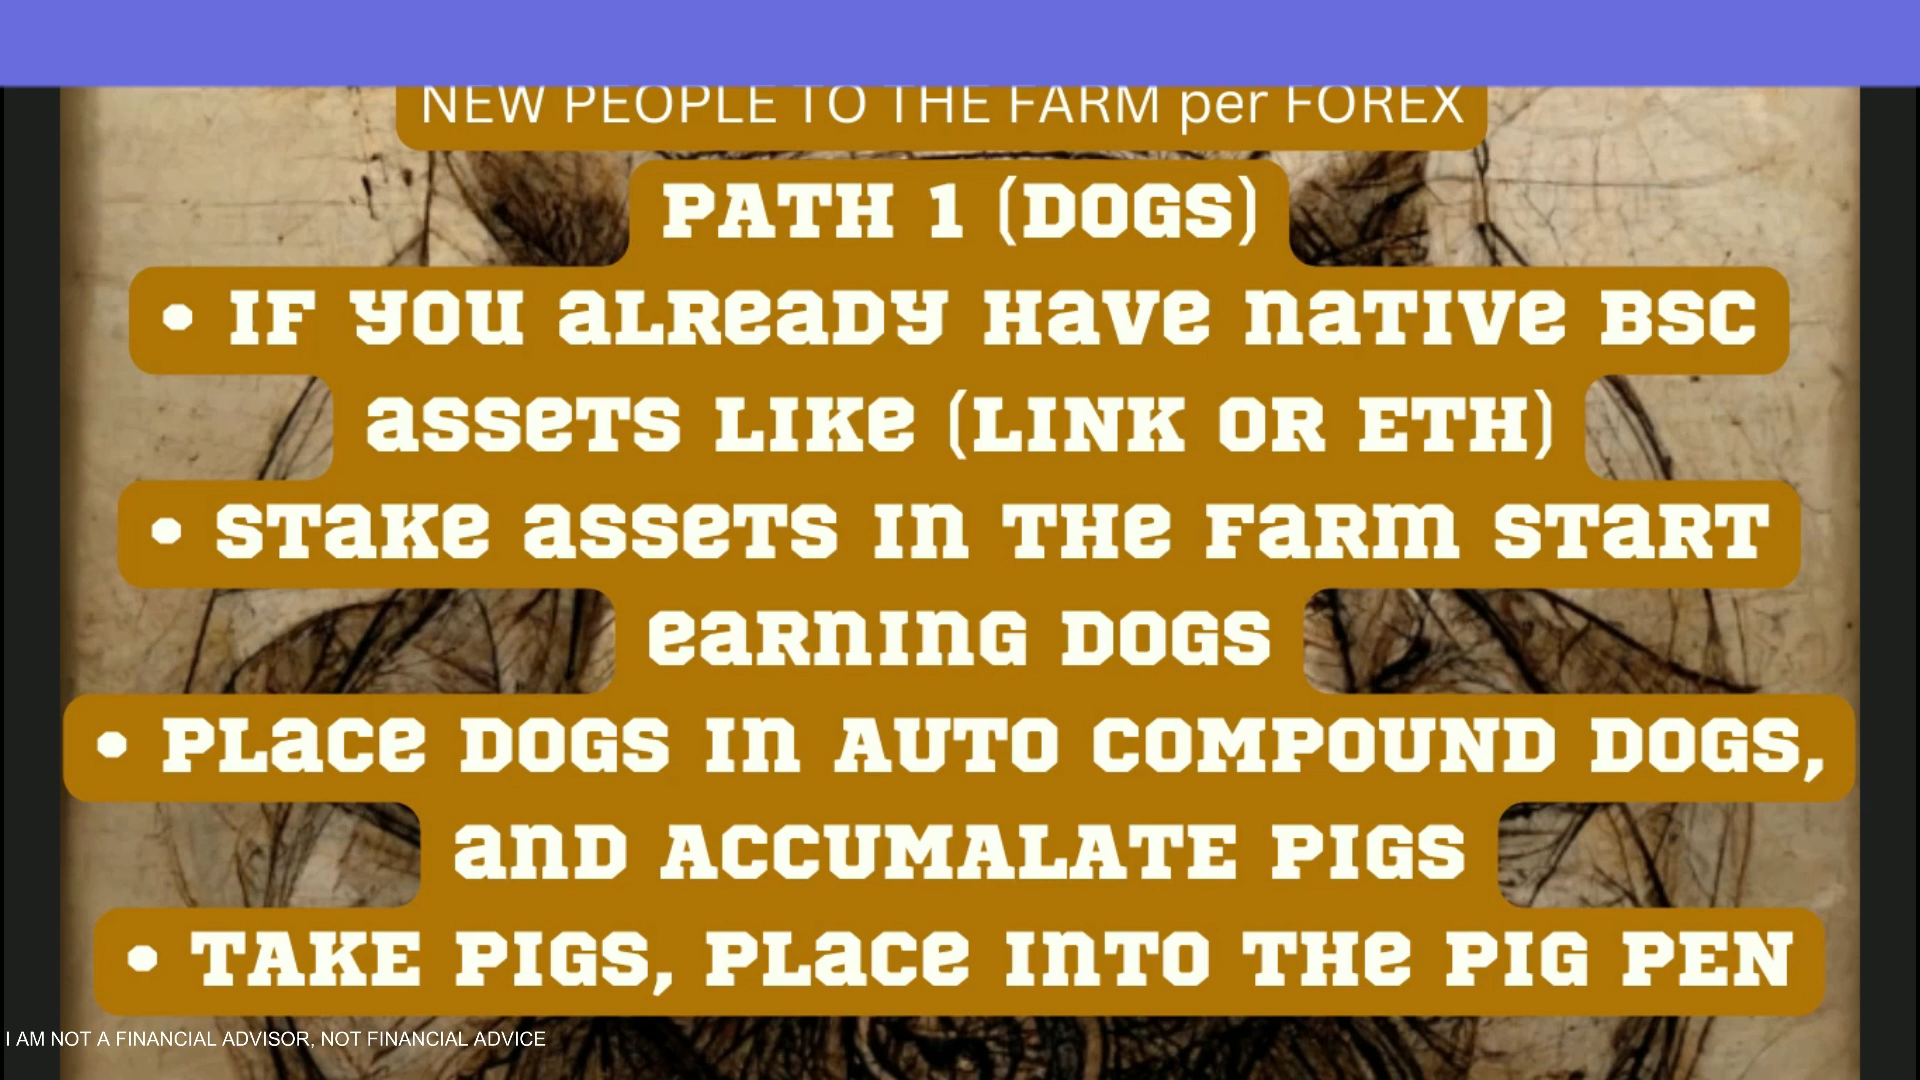 NEW PEOPLE TO THE FARM per FOREX
PATH 1 (DOGS)
• IF YOU ALREADY HAVE NATIVE BSC
ASSETS LIKE (LINK OR ETH)
• STAKE ASSETS IN THE FARM START
EARNING DOGS
• PLACE DOGS IN AUTO COMPOUND DOGS,
AND ACCUMALATE PIGS
• TAKE PIGS, PLACE INTO THE PIG PEN
I AM NOT A FINANCIAL ADVISOR, NOT FINANCIAL ADVICE